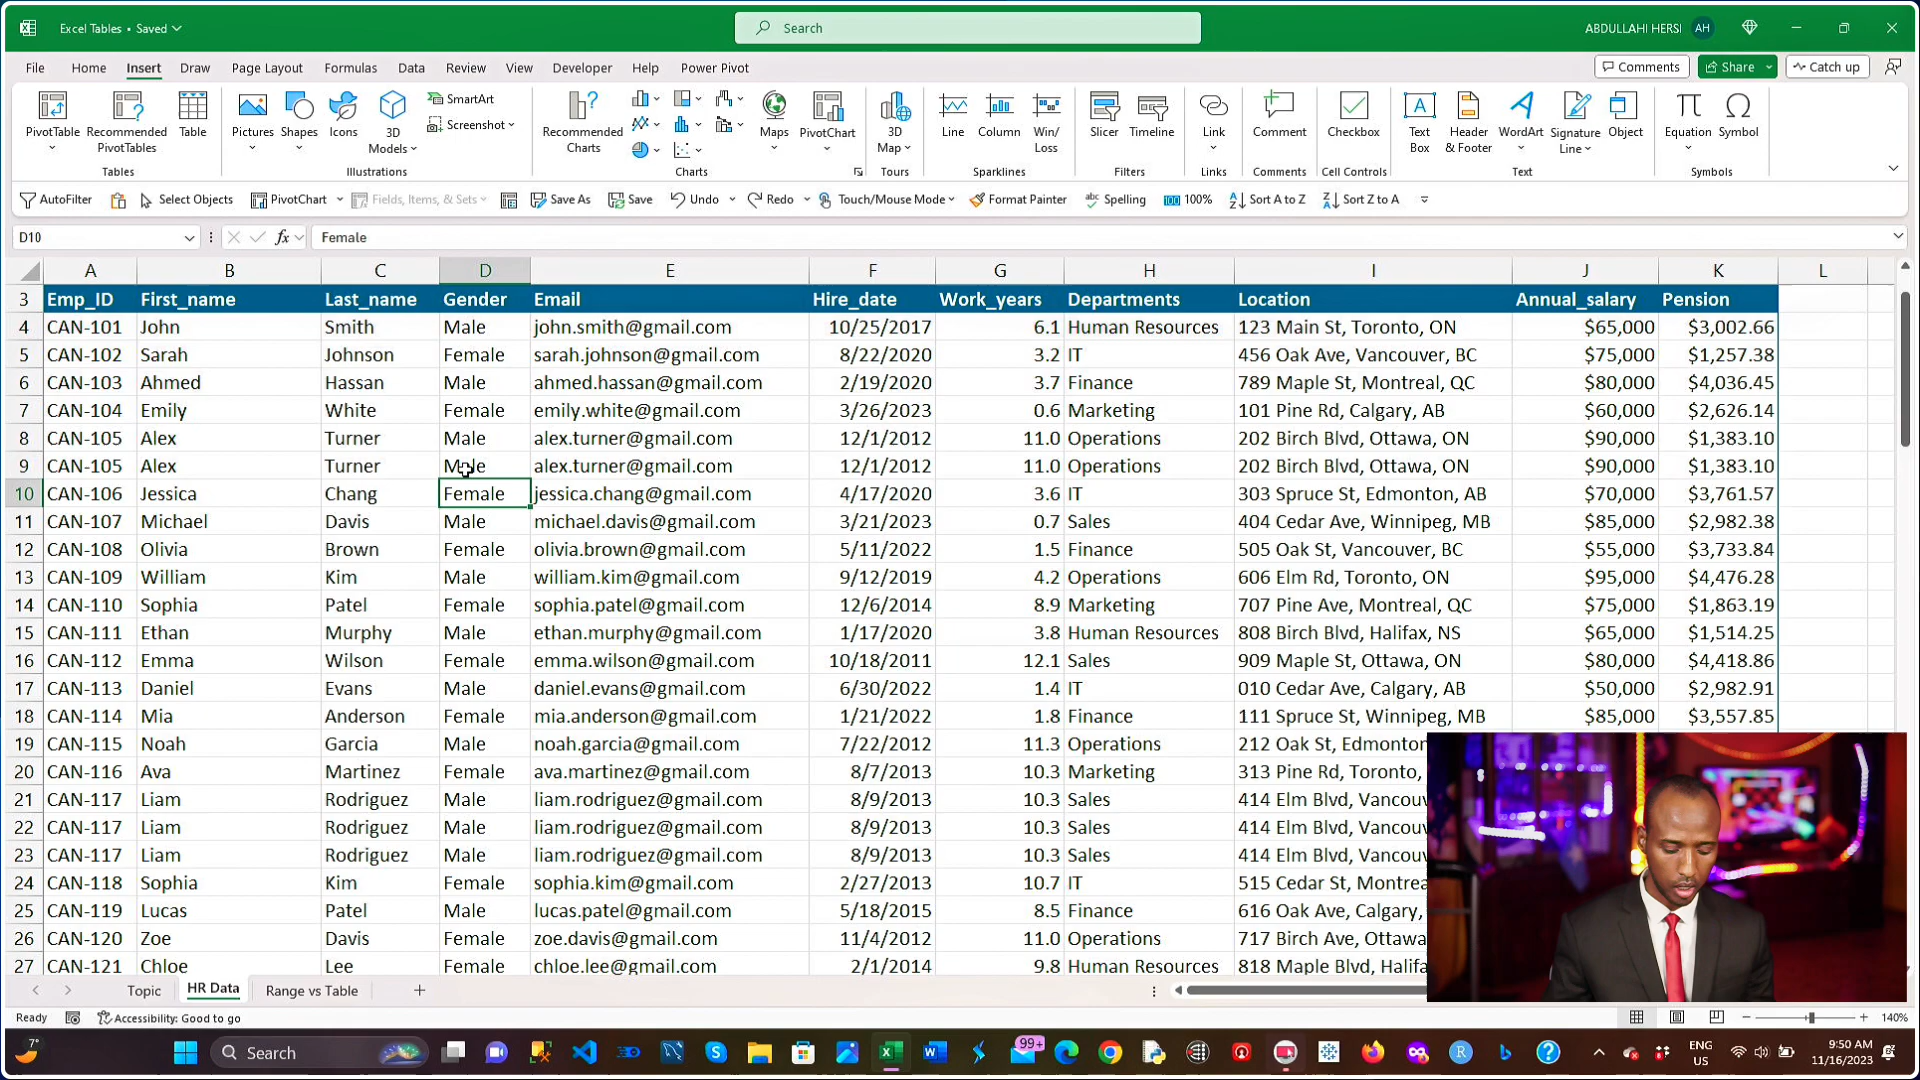 Excel Tables • Saved
Search
ABDULLAHI HERSI AH
File Home Insert Draw Page Layout Formulas Data Review View Developer Help Power Pivot
Comments Share Catch up
PivotTable Recommended PivotTables Table
Tables
Pictures Shapes Icons 3D Models SmartArt Screenshot
Illustrations
Recommended Charts Maps PivotChart
Charts
3D Map
Tours
Line Column Win/ Loss
Sparklines
Slicer Timeline
Filters
Link
Links
Comment
Comments
Checkbox
Cell Controls
Text Box Header & Footer WordArt Signature Line Object
Text
Equation Symbol
Symbols
AutoFilter Select Objects PivotChart Fields, Items, & Sets Save As Save Undo Redo Touch/Mouse Mode Format Painter Spelling 100% Sort A to Z Sort Z to A
D10 fx Female
A B C D E F G H I J K L
3 Emp_ID First_name Last_name Gender Email Hire_date Work_years Departments Location Annual_salary Pension
4 CAN-101 John Smith Male john.smith@gmail.com 10/25/2017 6.1 Human Resources 123 Main St, Toronto, ON $65,000 $3,002.66
5 CAN-102 Sarah Johnson Female sarah.johnson@gmail.com 8/22/2020 3.2 IT 456 Oak Ave, Vancouver, BC $75,000 $1,257.38
6 CAN-103 Ahmed Hassan Male ahmed.hassan@gmail.com 2/19/2020 3.7 Finance 789 Maple St, Montreal, QC $80,000 $4,036.45
7 CAN-104 Emily White Female emily.white@gmail.com 3/26/2023 0.6 Marketing 101 Pine Rd, Calgary, AB $60,000 $2,626.14
8 CAN-105 Alex Turner Male alex.turner@gmail.com 12/1/2012 11.0 Operations 202 Birch Blvd, Ottawa, ON $90,000 $1,383.10
9 CAN-105 Alex Turner Male alex.turner@gmail.com 12/1/2012 11.0 Operations 202 Birch Blvd, Ottawa, ON $90,000 $1,383.10
10 CAN-106 Jessica Chang Female jessica.chang@gmail.com 4/17/2020 3.6 IT 303 Spruce St, Edmonton, AB $70,000 $3,761.57
11 CAN-107 Michael Davis Male michael.davis@gmail.com 3/21/2023 0.7 Sales 404 Cedar Ave, Winnipeg, MB $85,000 $2,982.38
12 CAN-108 Olivia Brown Female olivia.brown@gmail.com 5/11/2022 1.5 Finance 505 Oak St, Vancouver, BC $55,000 $3,733.84
13 CAN-109 William Kim Male william.kim@gmail.com 9/12/2019 4.2 Operations 606 Elm Rd, Toronto, ON $95,000 $4,476.28
14 CAN-110 Sophia Patel Female sophia.patel@gmail.com 12/6/2014 8.9 Marketing 707 Pine Ave, Montreal, QC $75,000 $1,863.19
15 CAN-111 Ethan Murphy Male ethan.murphy@gmail.com 1/17/2020 3.8 Human Resources 808 Birch Blvd, Halifax, NS $65,000 $1,514.25
16 CAN-112 Emma Wilson Female emma.wilson@gmail.com 10/18/2011 12.1 Sales 909 Maple St, Ottawa, ON $80,000 $4,418.86
17 CAN-113 Daniel Evans Male daniel.evans@gmail.com 6/30/2022 1.4 IT 010 Cedar Ave, Calgary, AB $50,000 $2,982.91
18 CAN-114 Mia Anderson Female mia.anderson@gmail.com 1/21/2022 1.8 Finance 111 Spruce St, Winnipeg, MB $85,000 $3,557.85
19 CAN-115 Noah Garcia Male noah.garcia@gmail.com 7/22/2012 11.3 Operations 212 Oak St, Edmonton
20 CAN-116 Ava Martinez Female ava.martinez@gmail.com 8/7/2013 10.3 Marketing 313 Pine Rd, Toronto,
21 CAN-117 Liam Rodriguez Male liam.rodriguez@gmail.com 8/9/2013 10.3 Sales 414 Elm Blvd, Vancouv
22 CAN-117 Liam Rodriguez Male liam.rodriguez@gmail.com 8/9/2013 10.3 Sales 414 Elm Blvd, Vancouv
23 CAN-117 Liam Rodriguez Male liam.rodriguez@gmail.com 8/9/2013 10.3 Sales 414 Elm Blvd, Vancouv
24 CAN-118 Sophia Kim Female sophia.kim@gmail.com 2/27/2013 10.7 IT 515 Cedar St, Montrea
25 CAN-119 Lucas Patel Male lucas.patel@gmail.com 5/18/2015 8.5 Finance 616 Oak Ave, Calgary,
26 CAN-120 Zoe Davis Female zoe.davis@gmail.com 11/4/2012 11.0 Operations 717 Birch Ave, Ottawa
27 CAN-121 Chloe Lee Female chloe.lee@gmail.com 2/1/2014 9.8 Human Resources 818 Maple Blvd, Halifa
Topic HR Data Range vs Table
Ready Accessibility: Good to go 140%
7° Search 99+ ENG US 9:50 AM 11/16/2023